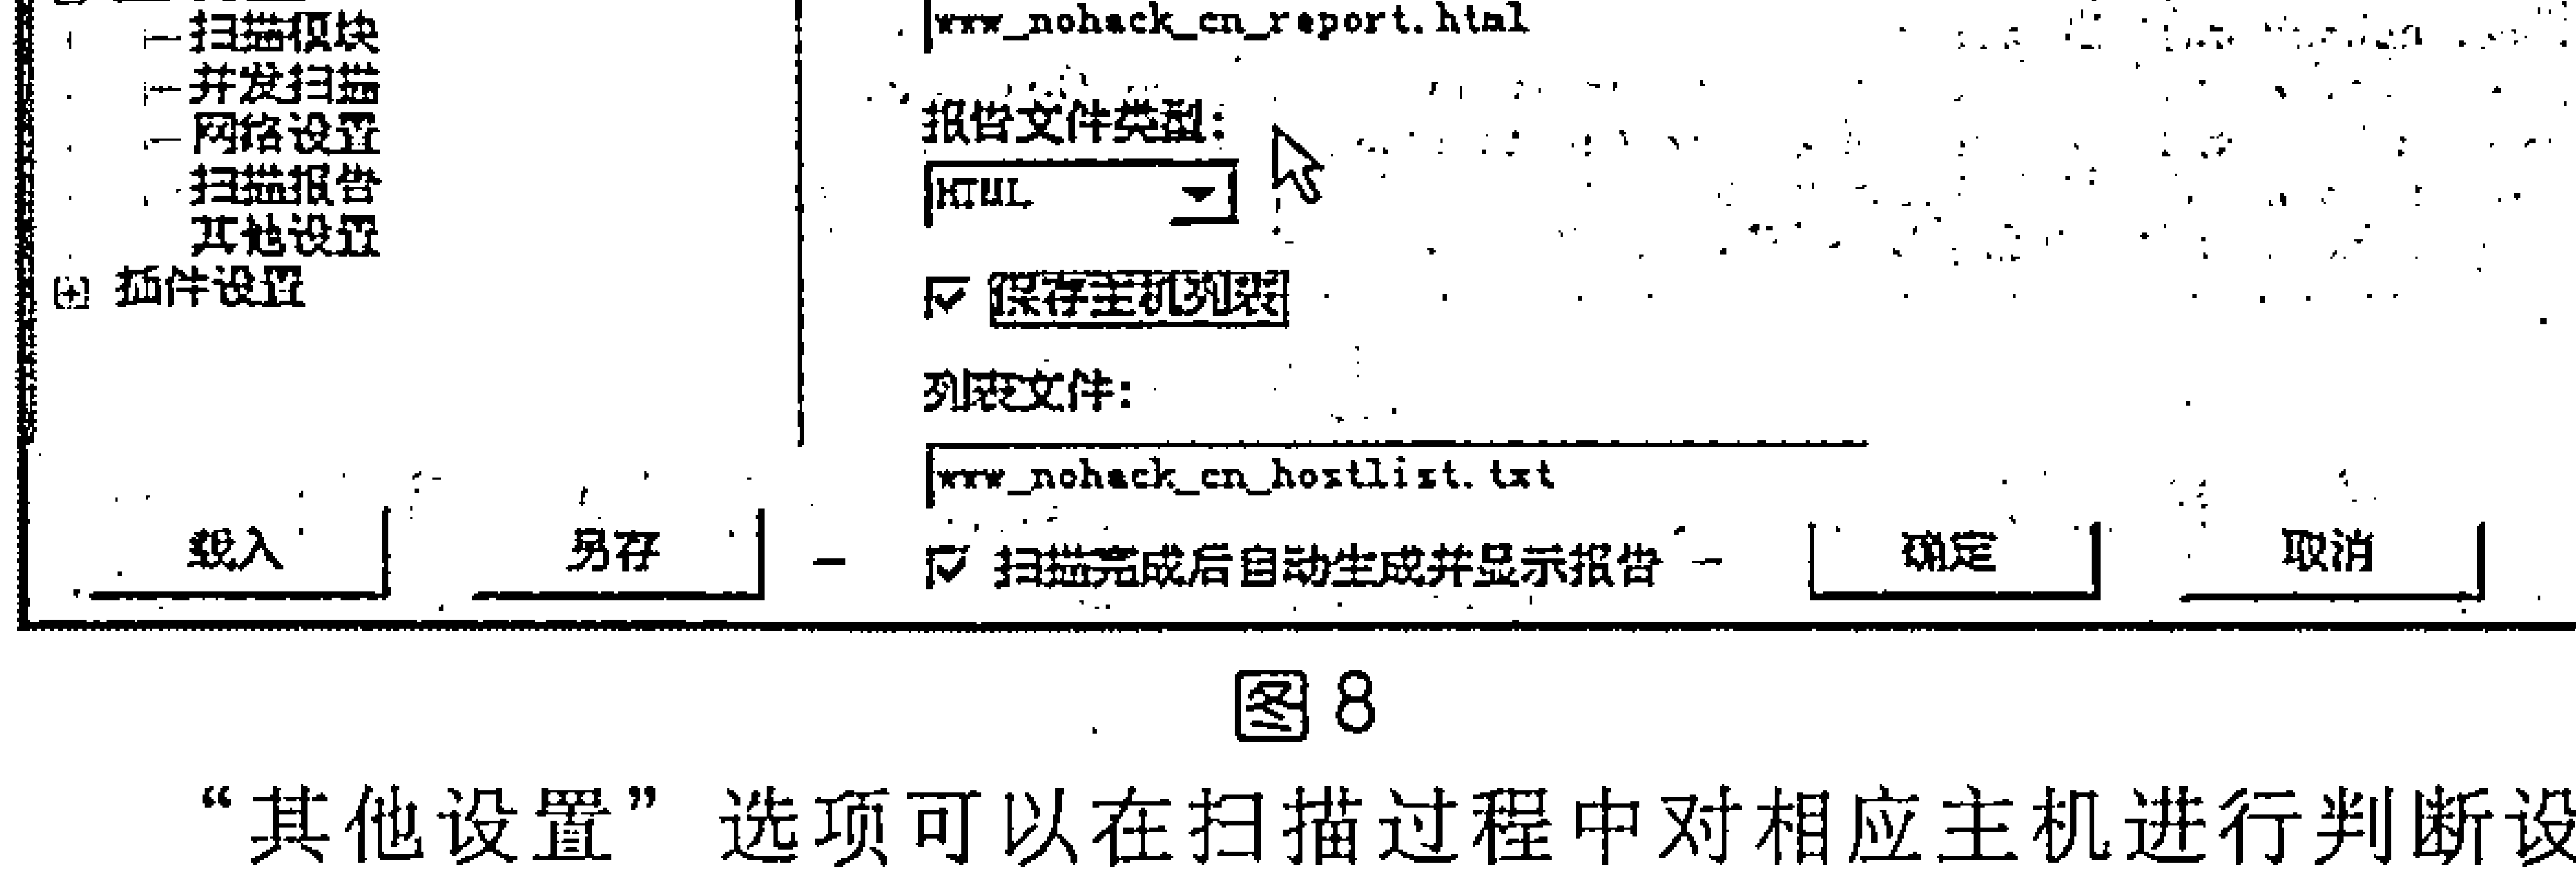 扫描模块
并发扫描
网络设置
扫描报告
其他设置
插件设置
www_nohack_cn_report.html
报告文件类型:
HTML
保存主机列表
列表文件:
www_nohack_cn_hostlist.txt
扫描完成后自动生成并显示报告
载入
另存
确定
取消
图8
“其他设置”选项可以在扫描过程中对相应主机进行判断设